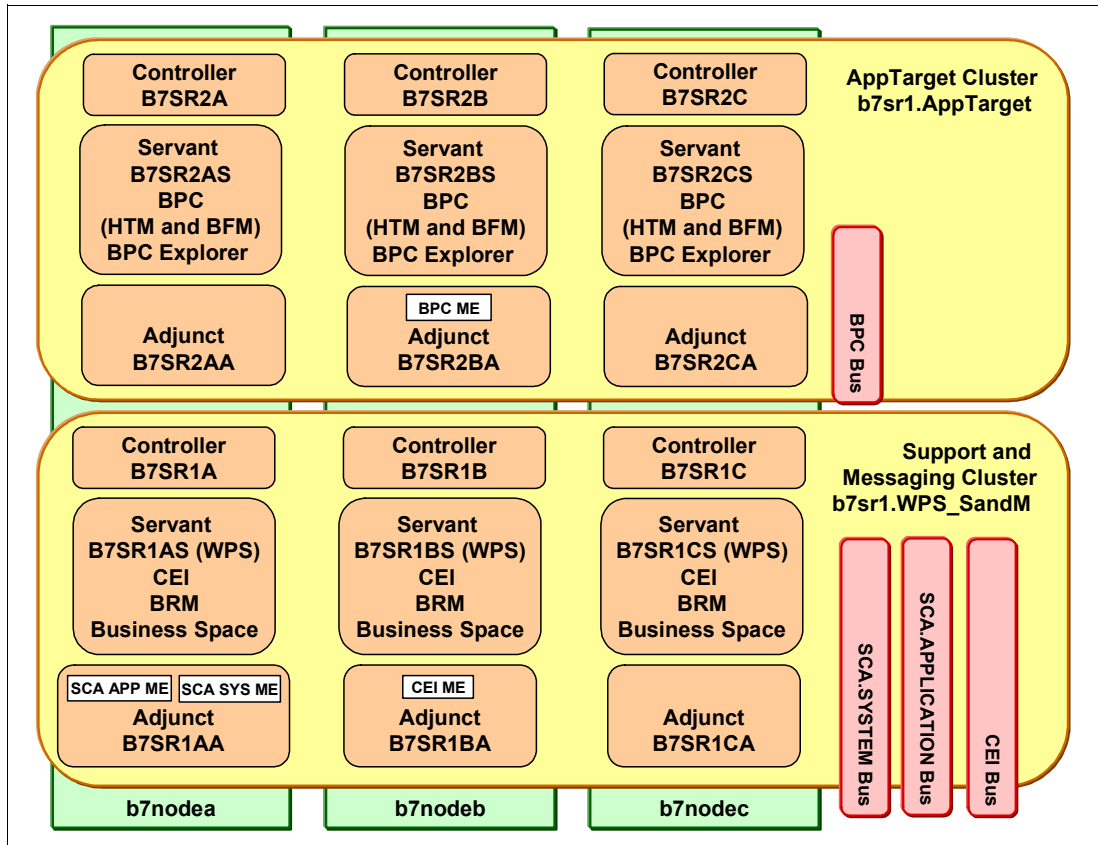 Controller
B7SR2A
Controller
B7SR2B
Controller
B7SR2C
AppTarget Cluster
b7sr1.AppTarget
Servant
B7SR2AS
BPC
(HTM and BFM)
BPC Explorer
Servant
B7SR2BS
BPC
(HTM and BFM)
BPC Explorer
Servant
B7SR2CS
BPC
(HTM and BFM)
BPC Explorer
Adjunct
B7SR2AA
BPC ME
Adjunct
B7SR2BA
Adjunct
B7SR2CA
BPC Bus
Controller
B7SR1A
Controller
B7SR1B
Controller
B7SR1C
Support and
Messaging Cluster
b7sr1.WPS_SandM
Servant
B7SR1AS (WPS)
CEI
BRM
Business Space
Servant
B7SR1BS (WPS)
CEI
BRM
Business Space
Servant
B7SR1CS (WPS)
CEI
BRM
Business Space
SCA APP ME
SCA SYS ME
Adjunct
B7SR1AA
CEI ME
Adjunct
B7SR1BA
Adjunct
B7SR1CA
SCA.SYSTEM Bus
SCA.APPLICATION Bus
CEI Bus
b7nodea
b7nodeb
b7nodec